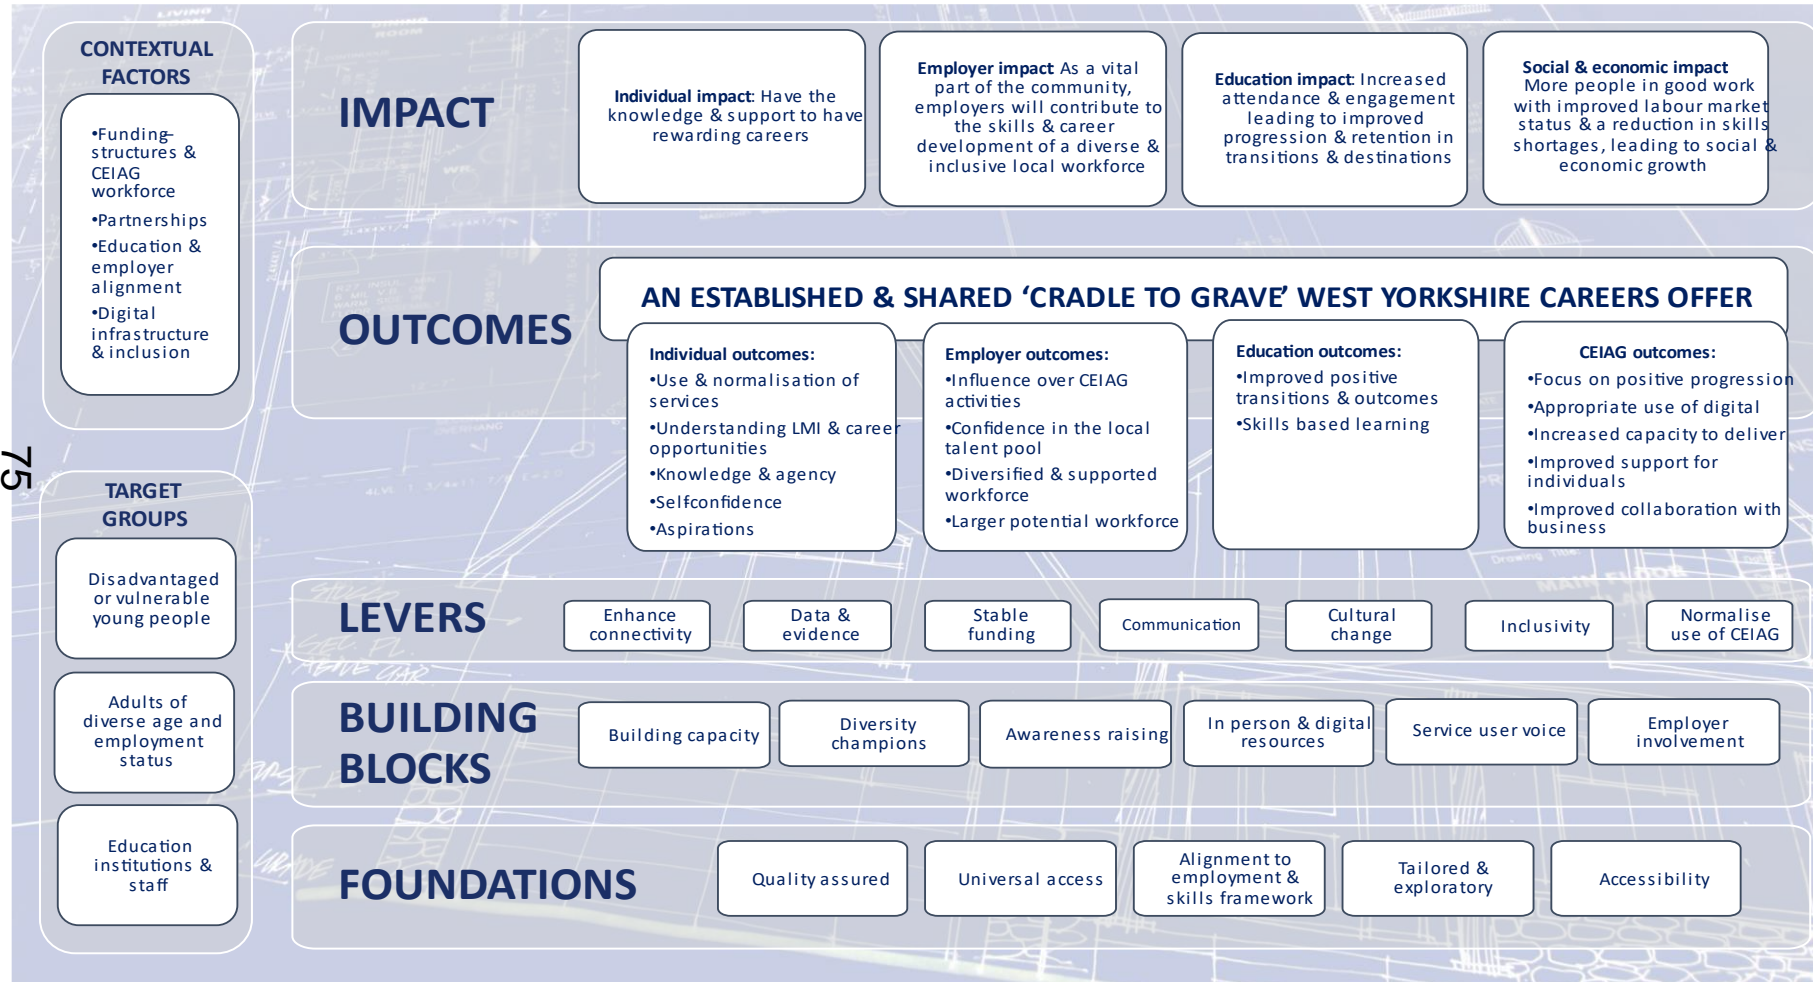 CONTEXTUAL
FACTORS
•Funding–
structures &
CEIAG
workforce
•Partnerships
•Education &
employer
alignment
•Digital
infrastructure
& inclusion
75
TARGET
GROUPS
Disadvantaged
or vulnerable
young people
Adults of
diverse age and
employment
status
Education
institutions &
staff
IMPACT
Individual impact: Have the
knowledge & support to have
rewarding careers
Employer impact As a vital
part of the community,
employers will contribute to
the skills & career
development of a diverse &
inclusive local workforce
Education impact: Increased
attendance & engagement
leading to improved
progression & retention in
transitions & destinations
Social & economic impact
More people in good work
with improved labour market
status & a reduction in skills
shortages, leading to social &
economic growth
OUTCOMES
AN ESTABLISHED & SHARED ‘CRADLE TO GRAVE’ WEST YORKSHIRE CAREERS OFFER
Individual outcomes:
•Use & normalisation of
services
•Understanding LMI & career
opportunities
•Knowledge & agency
•Self-confidence
•Aspirations
Employer outcomes:
•Influence over CEIAG
activities
•Confidence in the local
talent pool
•Diversified & supported
workforce
•Larger potential workforce
Education outcomes:
•Improved positive
transitions & outcomes
•Skills based learning
CEIAG outcomes:
•Focus on positive progression
•Appropriate use of digital
•Increased capacity to deliver
•Improved support for
individuals
•Improved collaboration with
business
LEVERS
Enhance
connectivity
Data &
evidence
Stable
funding
Communication
Cultural
change
Inclusivity
Normalise
use of CEIAG
BUILDING
BLOCKS
Building capacity
Diversity
champions
Awareness raising
In person & digital
resources
Service user voice
Employer
involvement
FOUNDATIONS
Quality assured
Universal access
Alignment to
employment &
skills framework
Tailored &
exploratory
Accessibility
LIVING
ROOM
DINING
ROOM
MAIN FLOOR